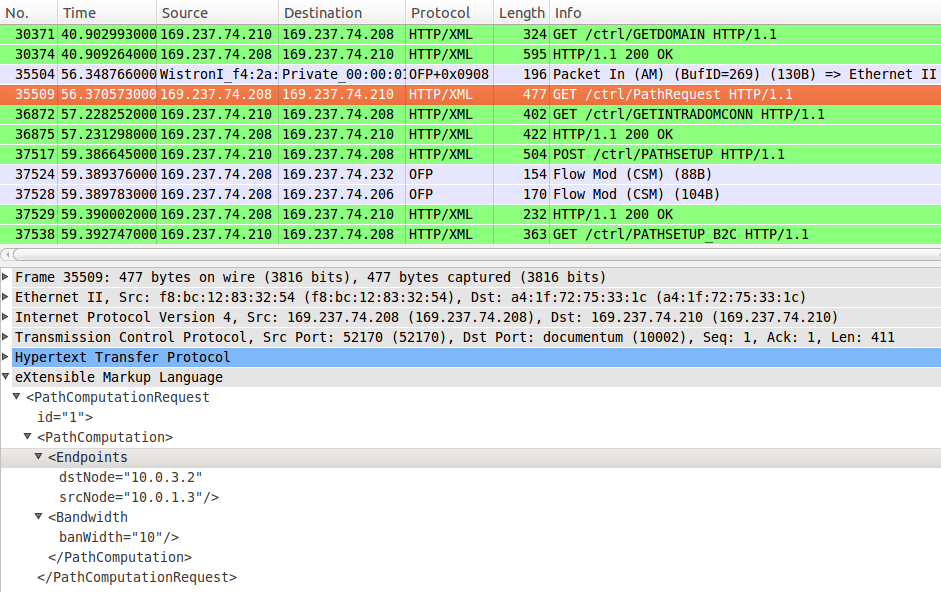 No. Time Source Destination Protocol Length Info
30371 40.902993000 169.237.74.210 169.237.74.208 HTTP/XML 324 GET /ctrl/GETDOMAIN HTTP/1.1
30374 40.909264000 169.237.74.208 169.237.74.210 HTTP/XML 595 HTTP/1.1 200 OK
35504 56.348766000 WistronI_f4:2a: Private_00:00:01 OFP+0x0908 196 Packet In (AM) (BufID=269) (130B) => Ethernet II
35509 56.370573000 169.237.74.208 169.237.74.210 HTTP/XML 477 GET /ctrl/PathRequest HTTP/1.1
36872 57.228252000 169.237.74.210 169.237.74.208 HTTP/XML 402 GET /ctrl/GETINTRADOMCONN HTTP/1.1
36875 57.231298000 169.237.74.208 169.237.74.210 HTTP/XML 422 HTTP/1.1 200 OK
37517 59.386645000 169.237.74.210 169.237.74.208 HTTP/XML 504 POST /ctrl/PATHSETUP HTTP/1.1
37524 59.389376000 169.237.74.208 169.237.74.232 OFP 154 Flow Mod (CSM) (88B)
37528 59.389783000 169.237.74.208 169.237.74.206 OFP 170 Flow Mod (CSM) (104B)
37529 59.390002000 169.237.74.208 169.237.74.210 HTTP/XML 232 HTTP/1.1 200 OK
37538 59.392747000 169.237.74.210 169.237.74.208 HTTP/XML 363 GET /ctrl/PATHSETUP_B2C HTTP/1.1
Frame 35509: 477 bytes on wire (3816 bits), 477 bytes captured (3816 bits)
Ethernet II, Src: f8:bc:12:83:32:54 (f8:bc:12:83:32:54), Dst: a4:1f:72:75:33:1c (a4:1f:72:75:33:1c)
Internet Protocol Version 4, Src: 169.237.74.208 (169.237.74.208), Dst: 169.237.74.210 (169.237.74.210)
Transmission Control Protocol, Src Port: 52170 (52170), Dst Port: documentum (10002), Seq: 1, Ack: 1, Len: 411
Hypertext Transfer Protocol
eXtensible Markup Language
<PathComputationRequest
id="1">
<PathComputation>
<Endpoints
dstNode="10.0.3.2"
srcNode="10.0.1.3"/>
<Bandwidth
banWidth="10"/>
</PathComputation>
</PathComputationRequest>